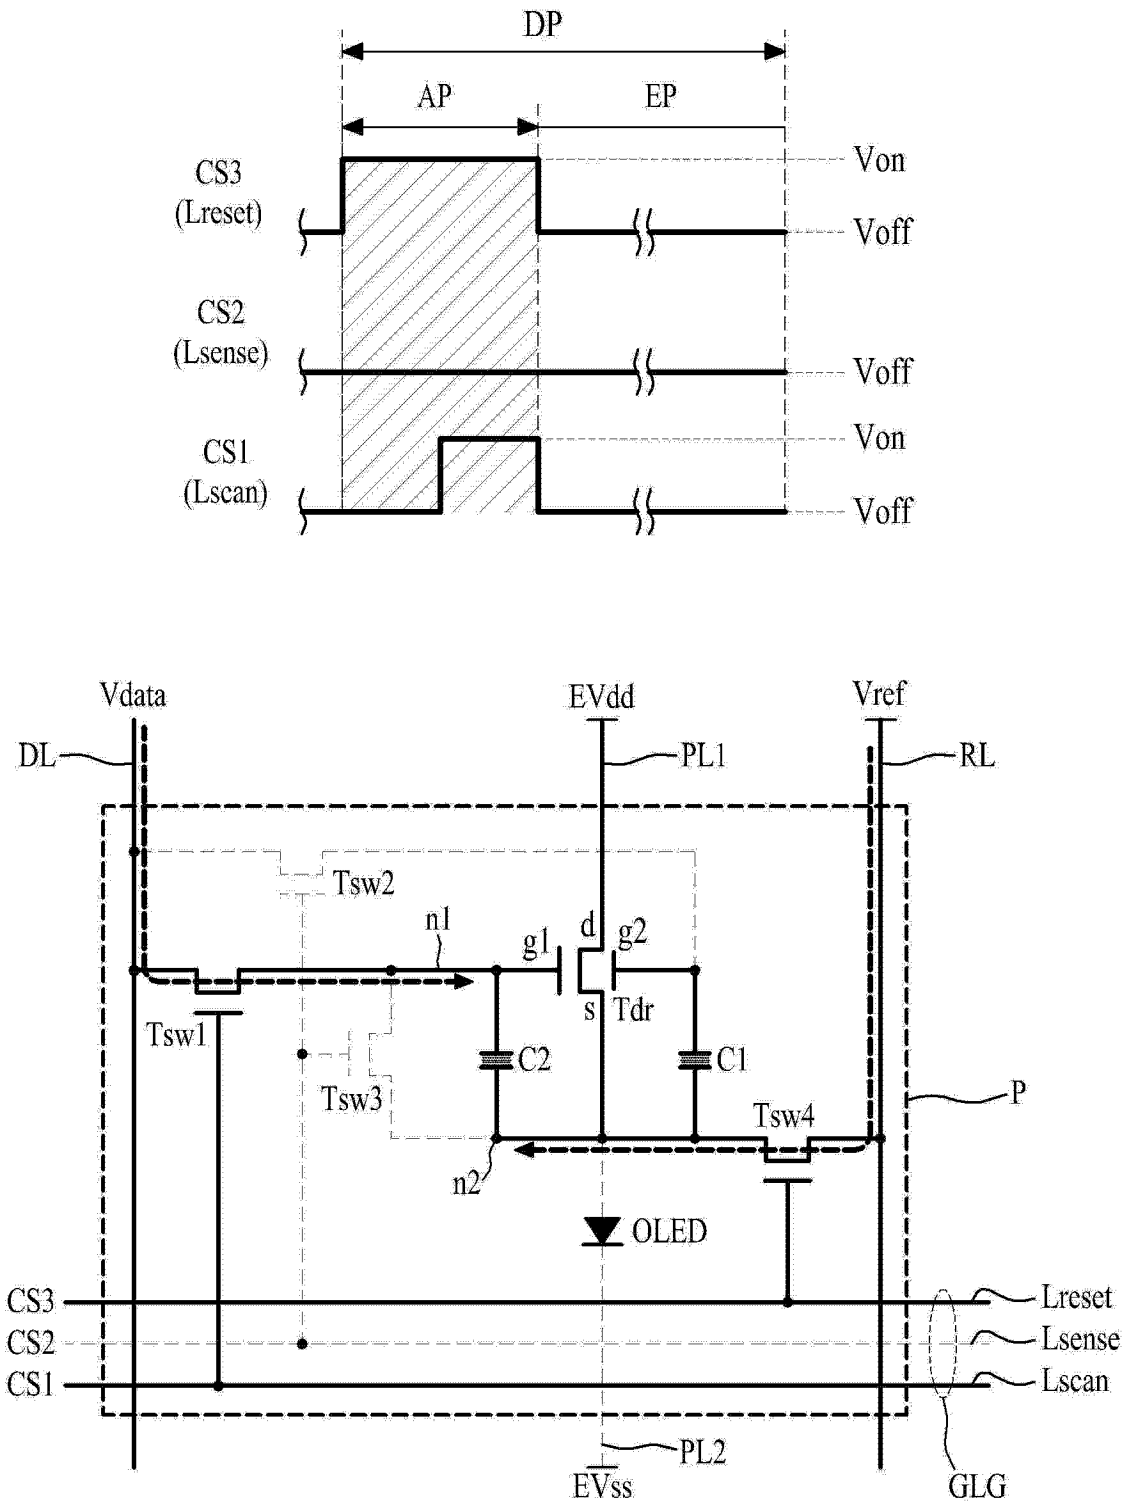 DP
AP EP
CS3
(Lreset)
Von
Voff
CS2
(Lsense)
Voff
CS1
(Lscan)
Von
Voff
Vdata EVdd Vref
DL PL1 RL
Tsw2
n1 g1 d g2
s Tdr
Tsw1
C2 C1
Tsw3 Tsw4 P
n2
OLED
CS3 Lreset
CS2 Lsense
CS1 Lscan
PL2
EVss GLG